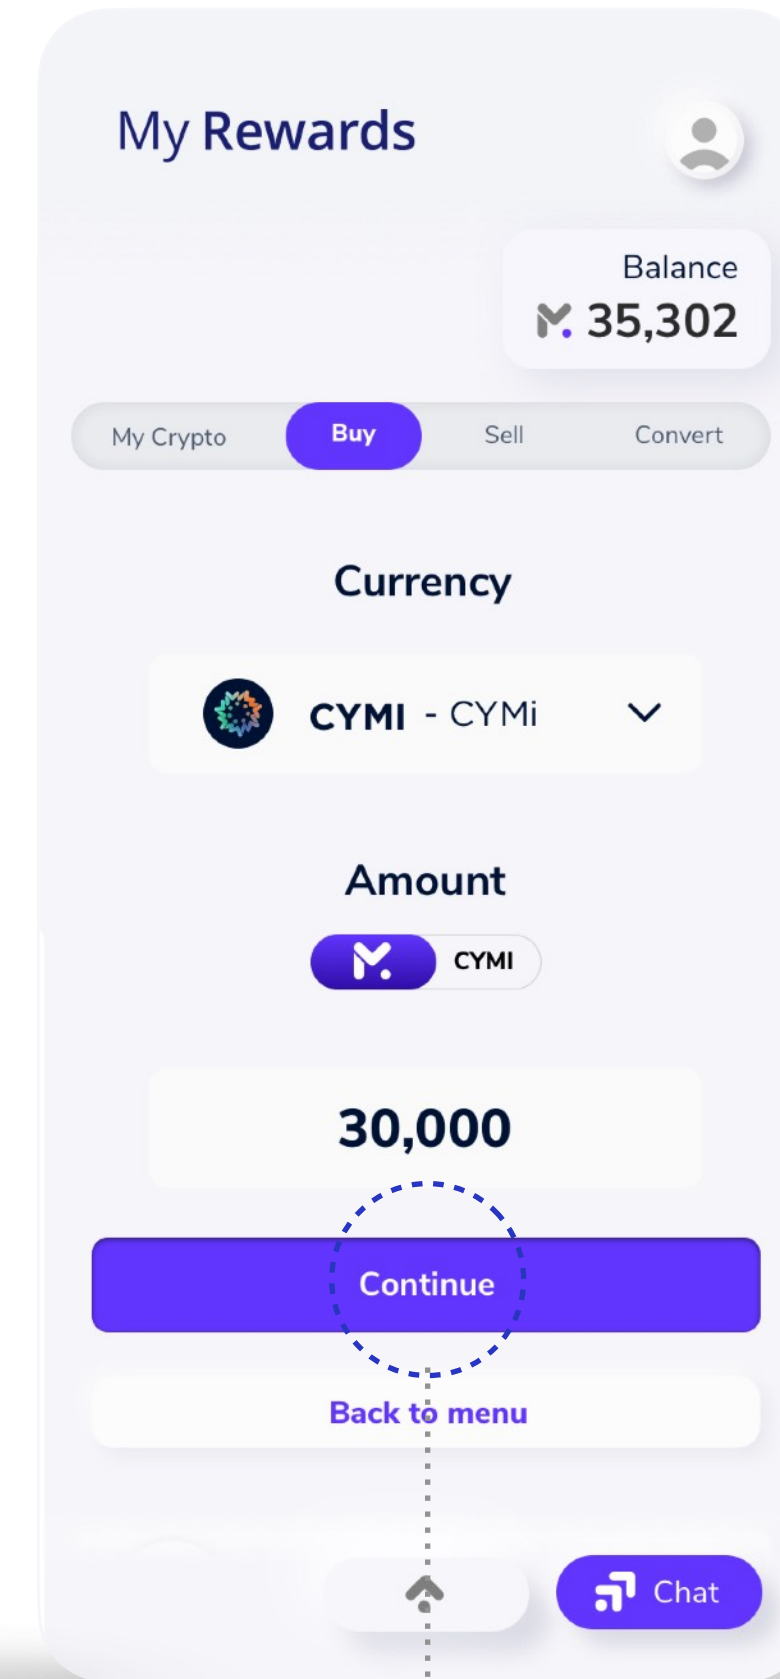 My Rewards
Balance
35,302
My Crypto Buy Sell Convert
Currency
CYMI - CYMi
Amount
CYMI
30,000
Continue
Back to menu
Chat